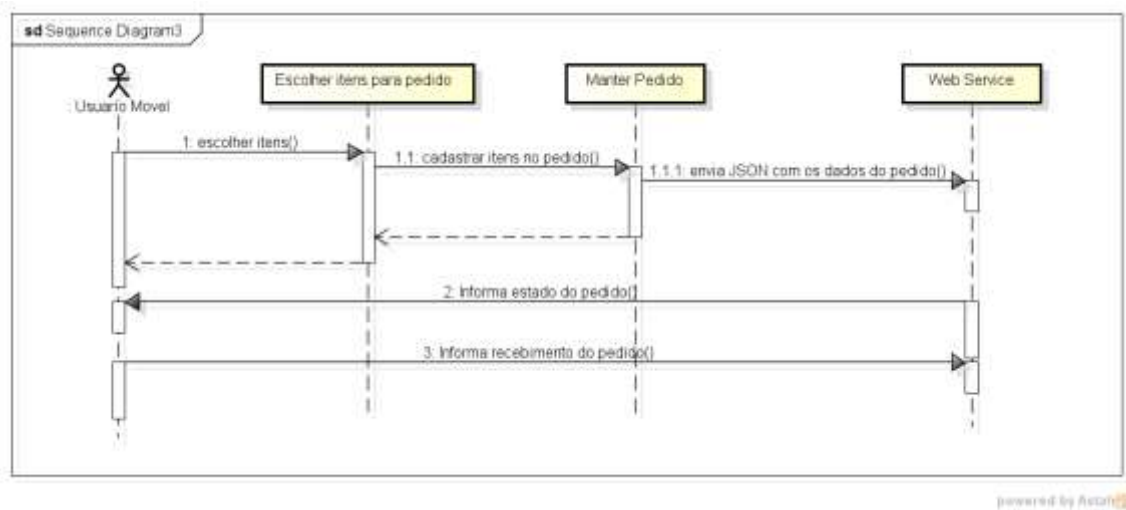 sd Sequence Diagram3
: Usuario Movel
Escolher itens para pedido
Manter Pedido
Web Service
1: escolher itens()
1.1: cadastrar itens no pedido()
1.1.1: envia JSON com os dados do pedido()
2: Informa estado do pedido()
3: Informa recebimento do pedido()
powered by Astah